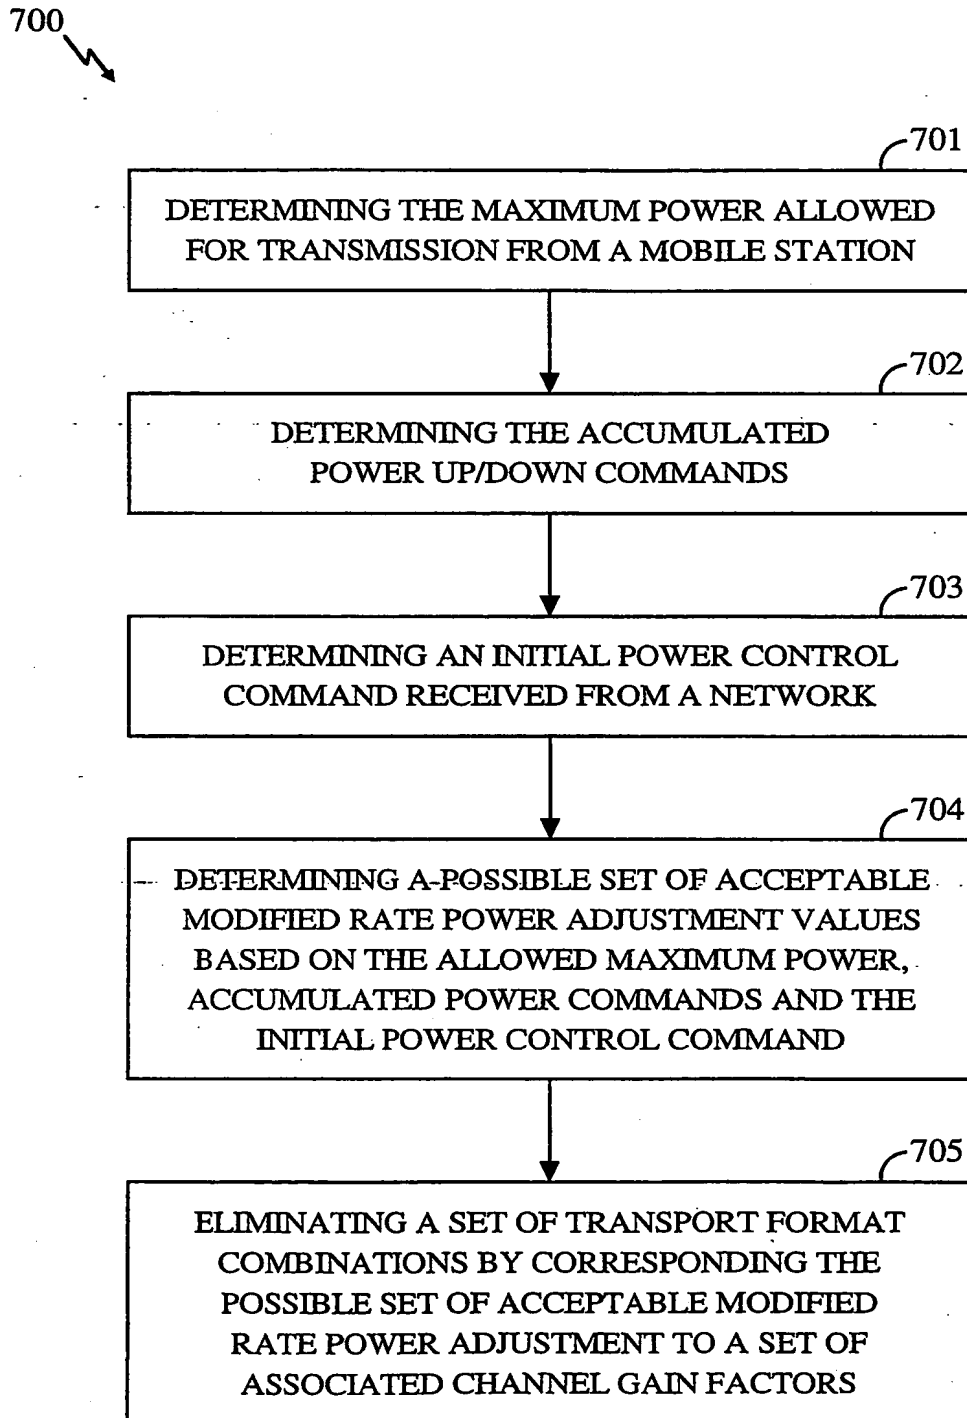 700
701
DETERMINING THE MAXIMUM POWER ALLOWED
FOR TRANSMISSION FROM A MOBILE STATION
702
DETERMINING THE ACCUMULATED
POWER UP/DOWN COMMANDS
703
DETERMINING AN INITIAL POWER CONTROL
COMMAND RECEIVED FROM A NETWORK
704
DETERMINING A POSSIBLE SET OF ACCEPTABLE
MODIFIED RATE POWER ADJUSTMENT VALUES
BASED ON THE ALLOWED MAXIMUM POWER,
ACCUMULATED POWER COMMANDS AND THE
INITIAL POWER CONTROL COMMAND
705
ELIMINATING A SET OF TRANSPORT FORMAT
COMBINATIONS BY CORRESPONDING THE
POSSIBLE SET OF ACCEPTABLE MODIFIED
RATE POWER ADJUSTMENT TO A SET OF
ASSOCIATED CHANNEL GAIN FACTORS